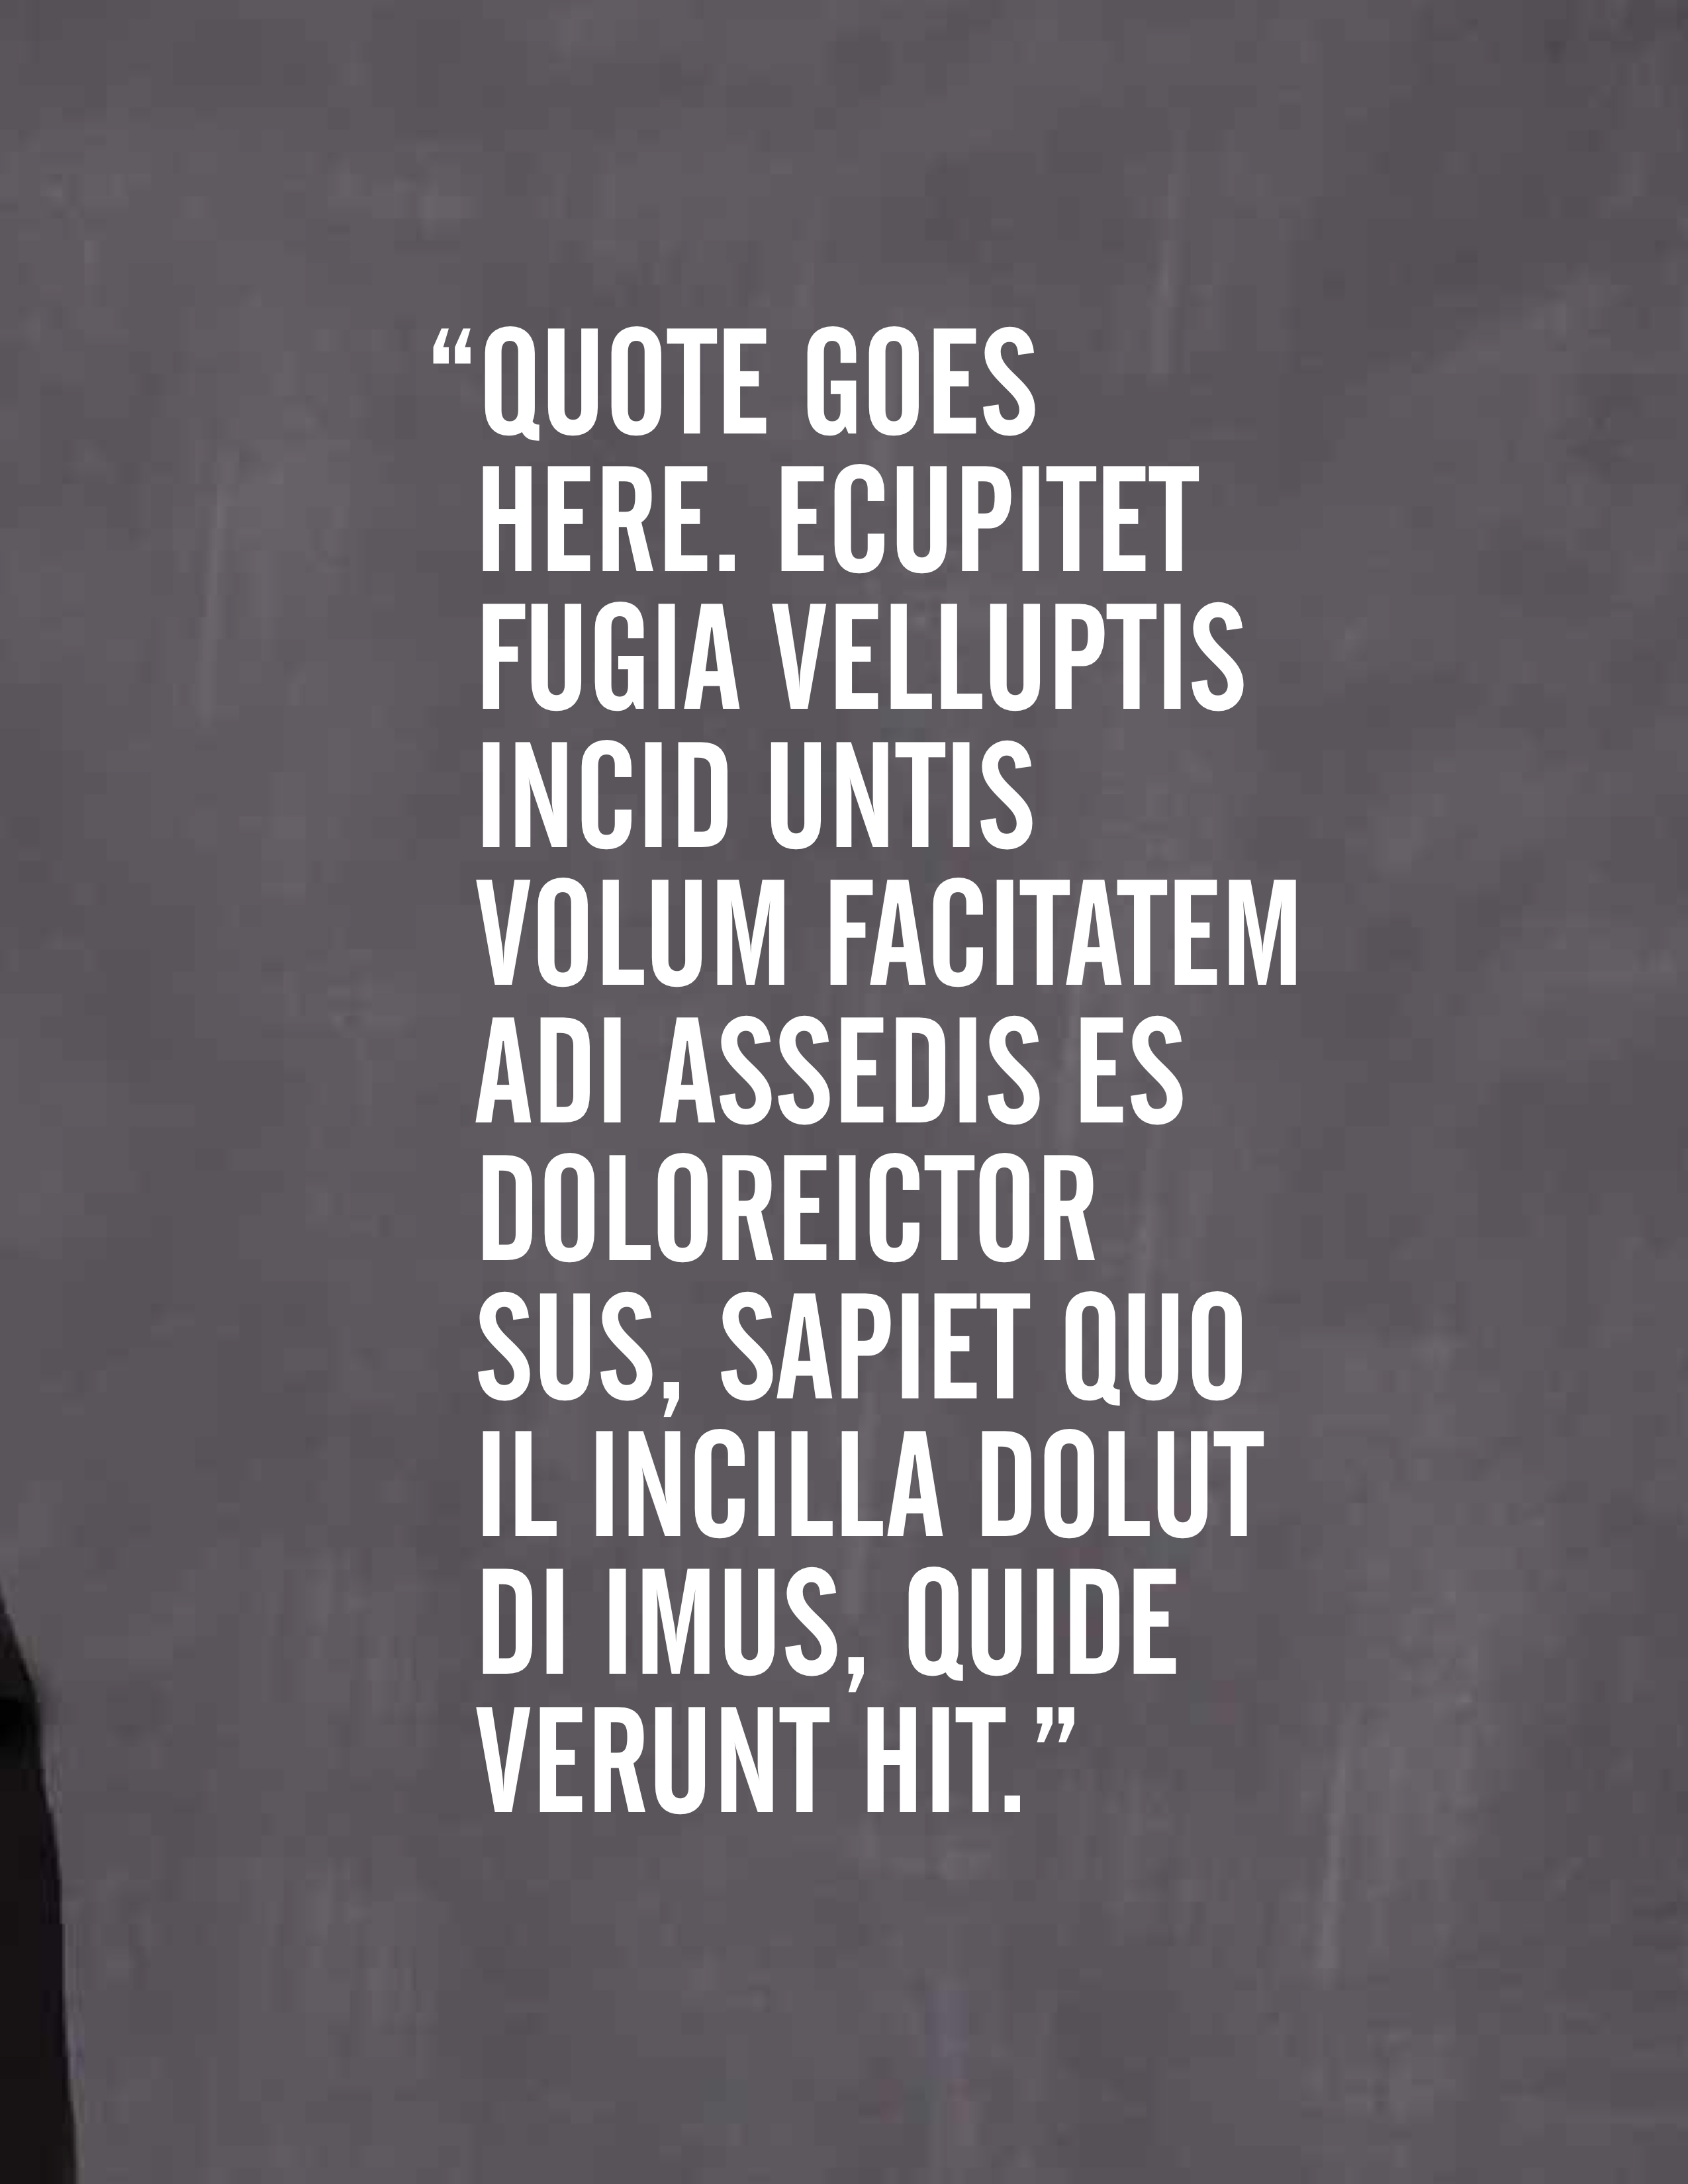 “QUOTE GOES
HERE. ECUPITET
FUGIA VELLUPTIS
INCID UNTIS
VOLUM FACITATEM
ADI ASSEDIS ES
DOLOREICTOR
SUS, SAPIET QUO
IL INCILLA DOLUT
DI IMUS, QUIDE
VERUNT HIT.”